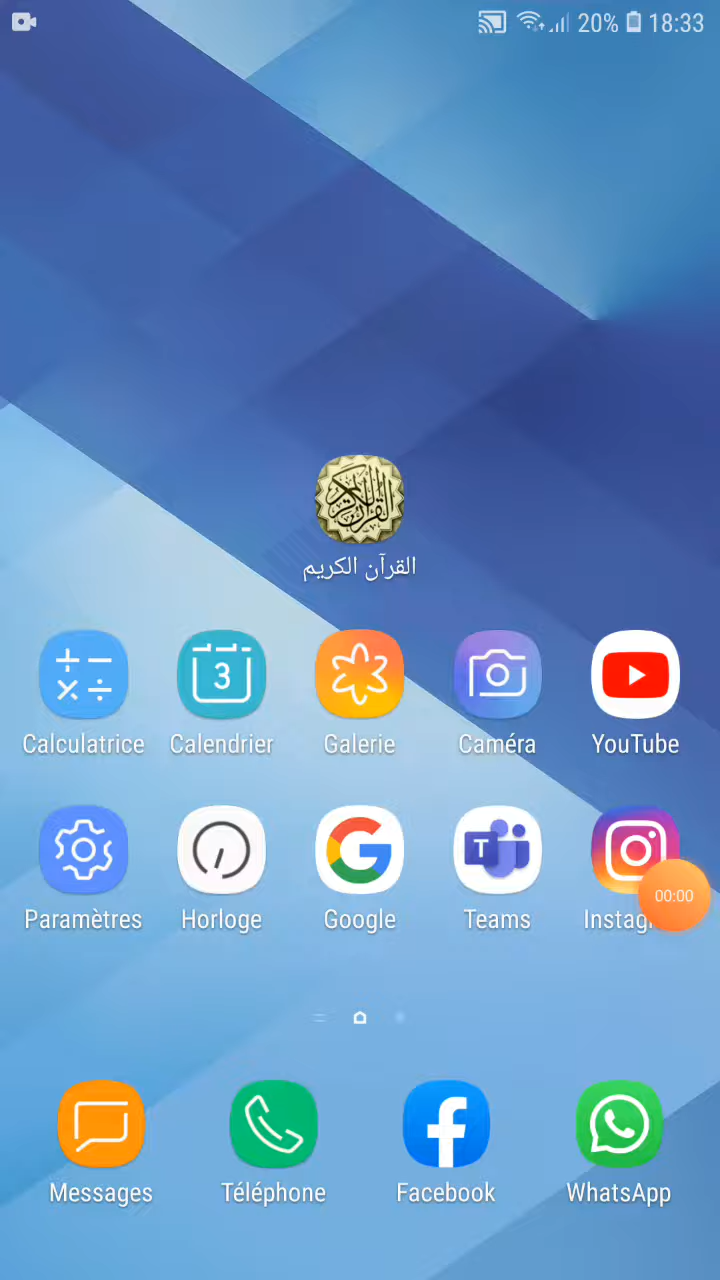 20% 18:33
القرآن الكريم
3
Calculatrice Calendrier Galerie Caméra YouTube
T
Paramètres Horloge Google Teams Instag
00:00
Messages Téléphone Facebook WhatsApp